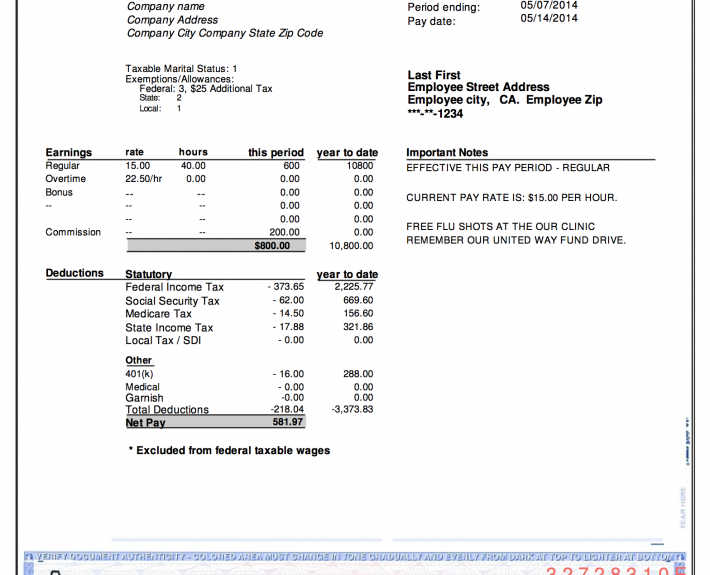 Company name
Company Address
Company City Company State Zip Code
Period ending: 05/07/2014
Pay date: 05/14/2014
Taxable Marital Status: 1
Exemptions/Allowances:
Federal: 3, $25 Additional Tax
State: 2
Local: 1
Last First
Employee Street Address
Employee city, CA. Employee Zip
***-**-1234
Earnings rate hours this period year to date
Regular 15.00 40.00 600 10800
Overtime 22.50/hr 0.00 0.00 0.00
Bonus -- -- 0.00 0.00
-- -- -- 0.00 0.00
-- -- 0.00 0.00
Commission -- -- 200.00 0.00
$800.00 10,800.00
Important Notes
EFFECTIVE THIS PAY PERIOD - REGULAR
CURRENT PAY RATE IS: $15.00 PER HOUR.
FREE FLU SHOTS AT THE OUR CLINIC
REMEMBER OUR UNITED WAY FUND DRIVE.
Deductions Statutory year to date
Federal Income Tax - 373.65 2,225.77
Social Security Tax - 62.00 669.60
Medicare Tax - 14.50 156.60
State Income Tax - 17.88 321.86
Local Tax / SDI - 0.00 0.00
Other
401(k) - 16.00 288.00
Medical - 0.00 0.00
Garnish -0.00 0.00
Total Deductions -218.04 -3,373.83
Net Pay 581.97
* Excluded from federal taxable wages
TEAR HERE
VERIFY DOCUMENT AUTHENTICITY - COLORED AREA MUST CHANGE IN TONE GRADUALLY AND EVENLY FROM DARK AT TOP TO LIGHTER AT BOTTOM